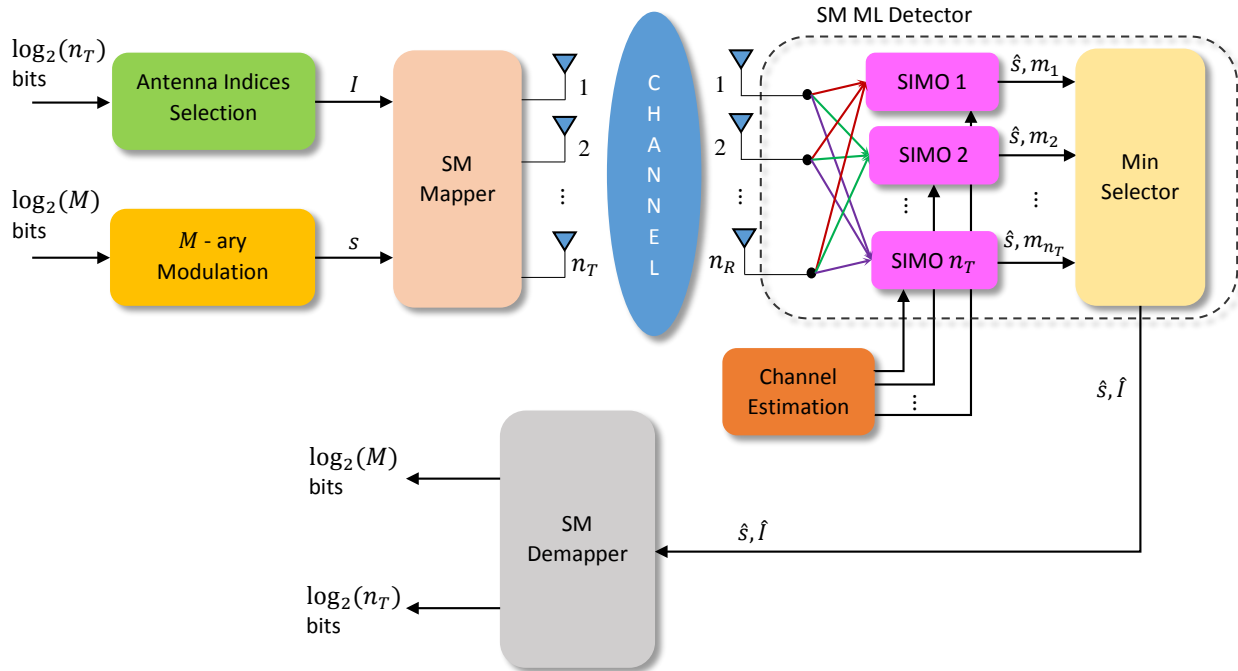 SM ML Detector
log₂(n_T)
bits
Antenna Indices
Selection
I
log₂(M)
bits
M - ary
Modulation
s
SM
Mapper
1
2
⋮
n_T
CHANNEL
1
2
⋮
n_R
SIMO 1
SIMO 2
⋮
SIMO n_T
ŝ, m₁
ŝ, m₂
⋮
ŝ, m_{n_T}
Min
Selector
Channel
Estimation
⋮
ŝ, Î
log₂(M)
bits
SM
Demapper
ŝ, Î
log₂(n_T)
bits